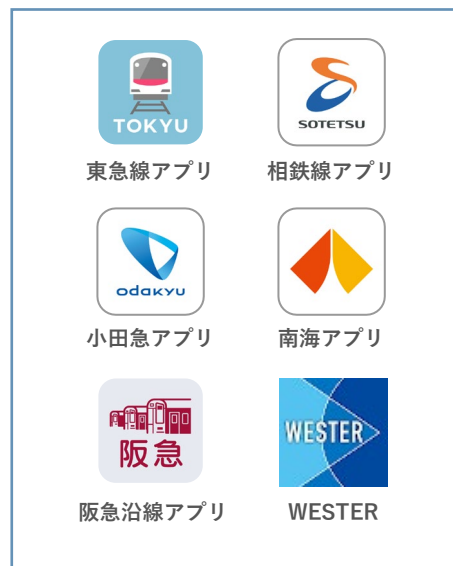 TOKYU
SOTETSU
東急線アプリ
相鉄線アプリ
odakyu
小田急アプリ
南海アプリ
阪急
WESTER
阪急沿線アプリ
WESTER